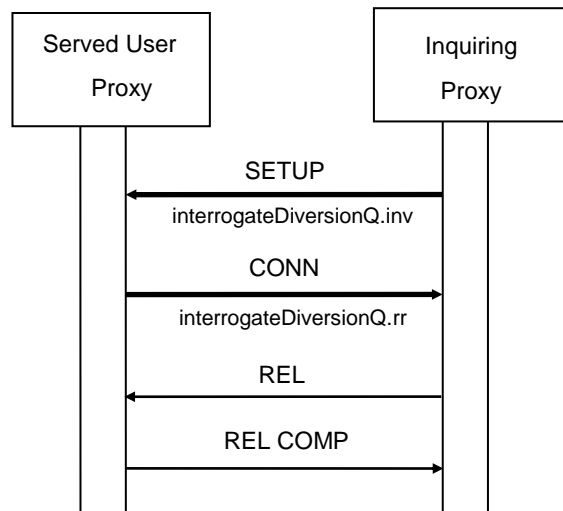 Served User
Proxy
Inquiring
Proxy
SETUP
interrogateDiversionQ.inv
CONN
interrogateDiversionQ.rr
REL
REL COMP